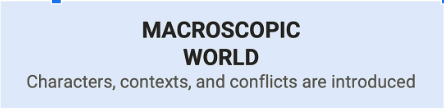 MACROSCOPIC
WORLD
Characters, contexts, and conflicts are introduced